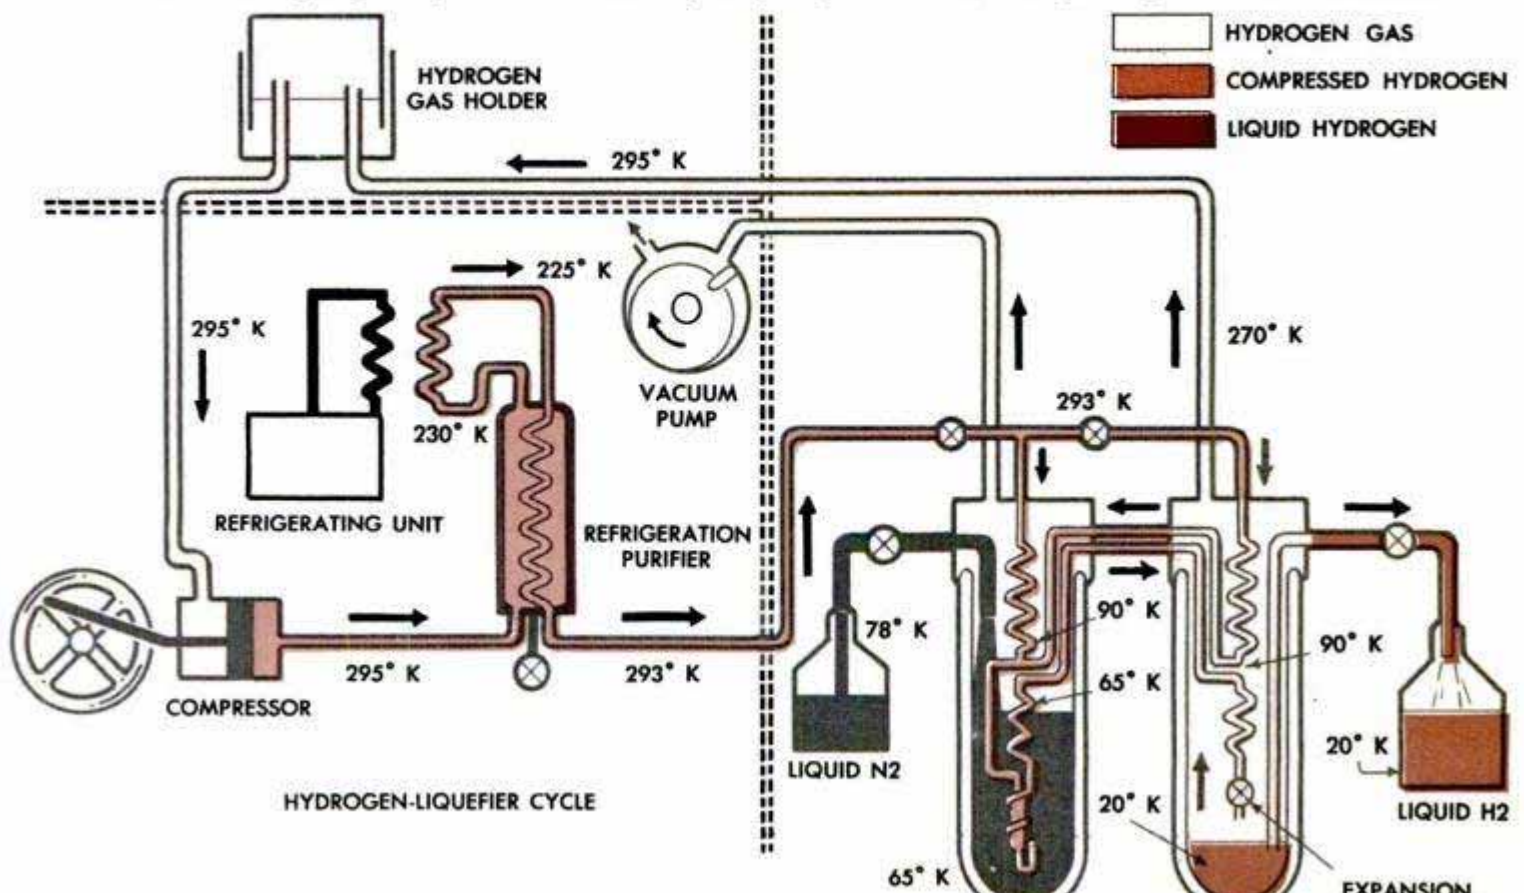 HYDROGEN GAS
COMPRESSED HYDROGEN
LIQUID HYDROGEN
HYDROGEN
GAS HOLDER
295° K
295° K
225° K
230° K
REFRIGERATING UNIT
VACUUM
PUMP
REFRIGERATION
PURIFIER
295° K
293° K
COMPRESSOR
HYDROGEN-LIQUEFIER CYCLE
270° K
293° K
78° K
LIQUID N2
90° K
65° K
90° K
20° K
65° K
20° K
LIQUID H2
EXPANSION